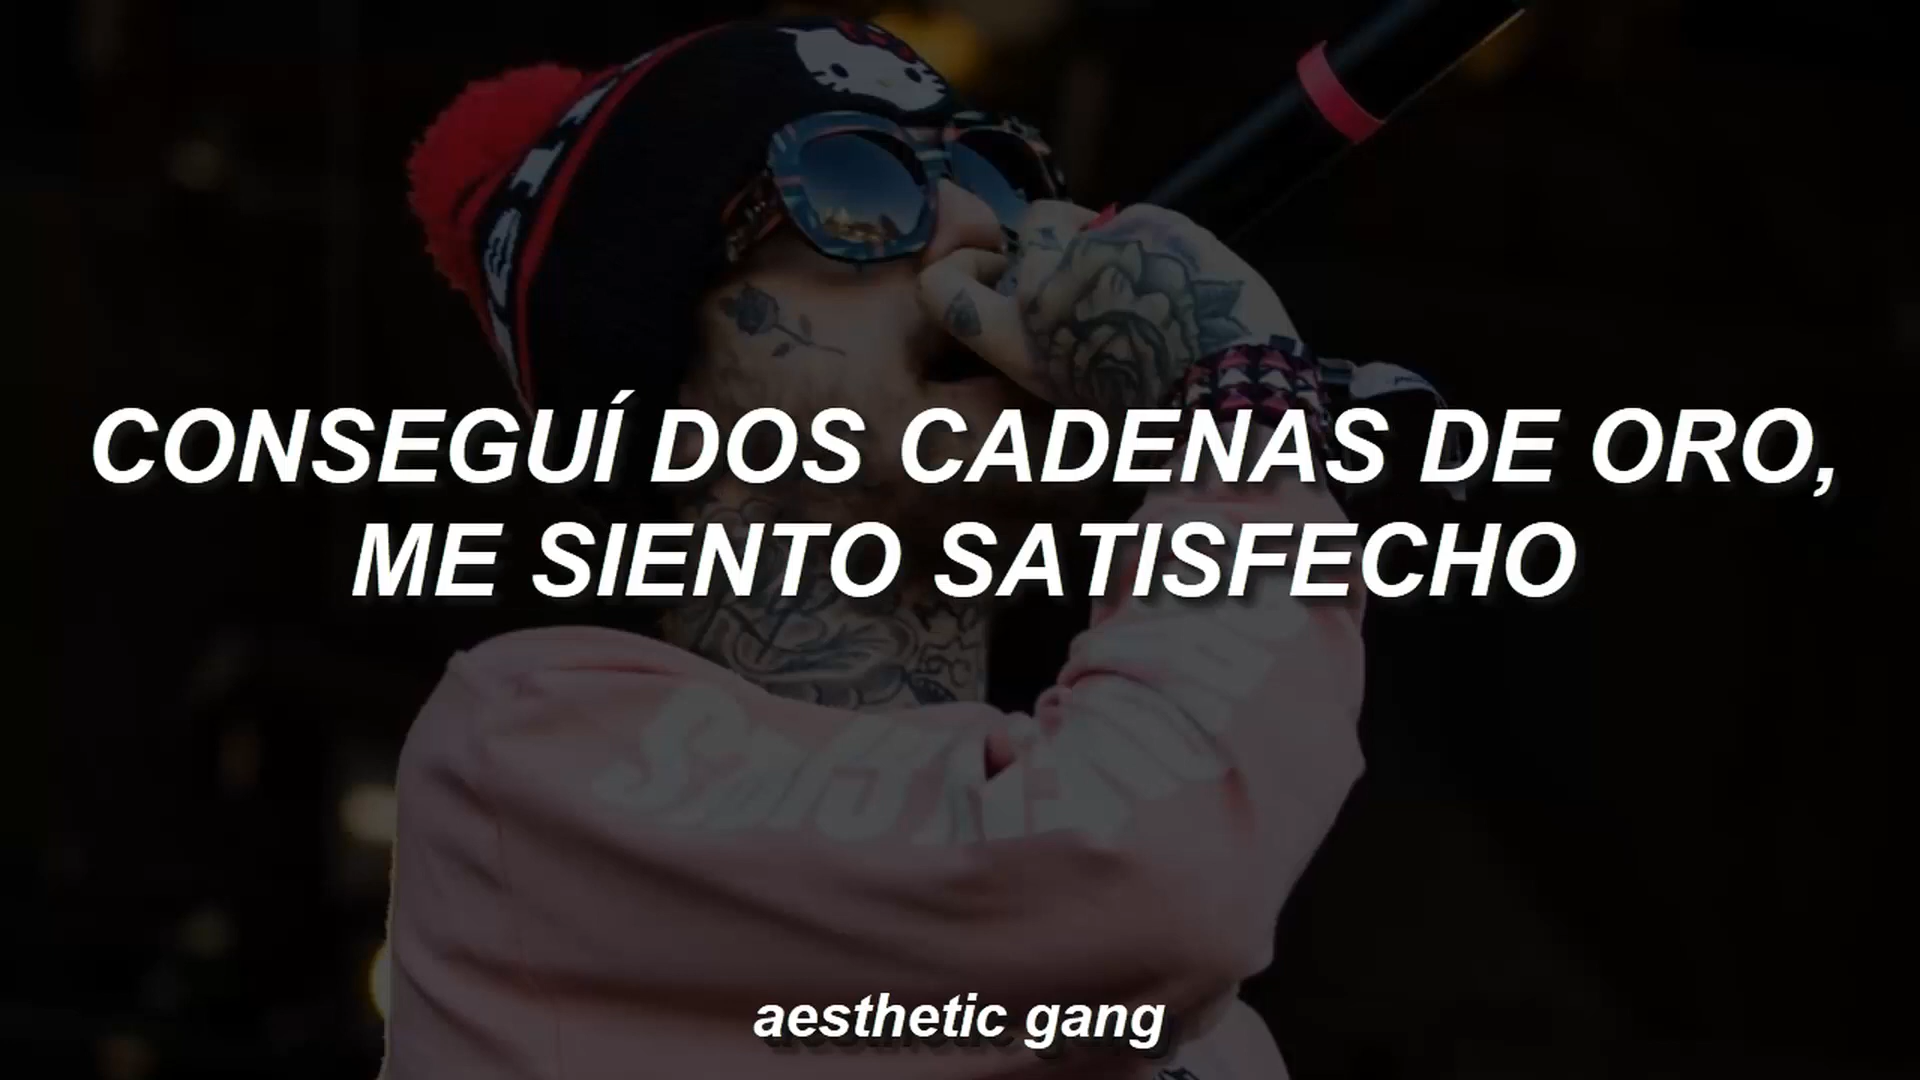 CONSEGUÍ DOS CADENAS DE ORO,
ME SIENTO SATISFECHO
aesthetic gang